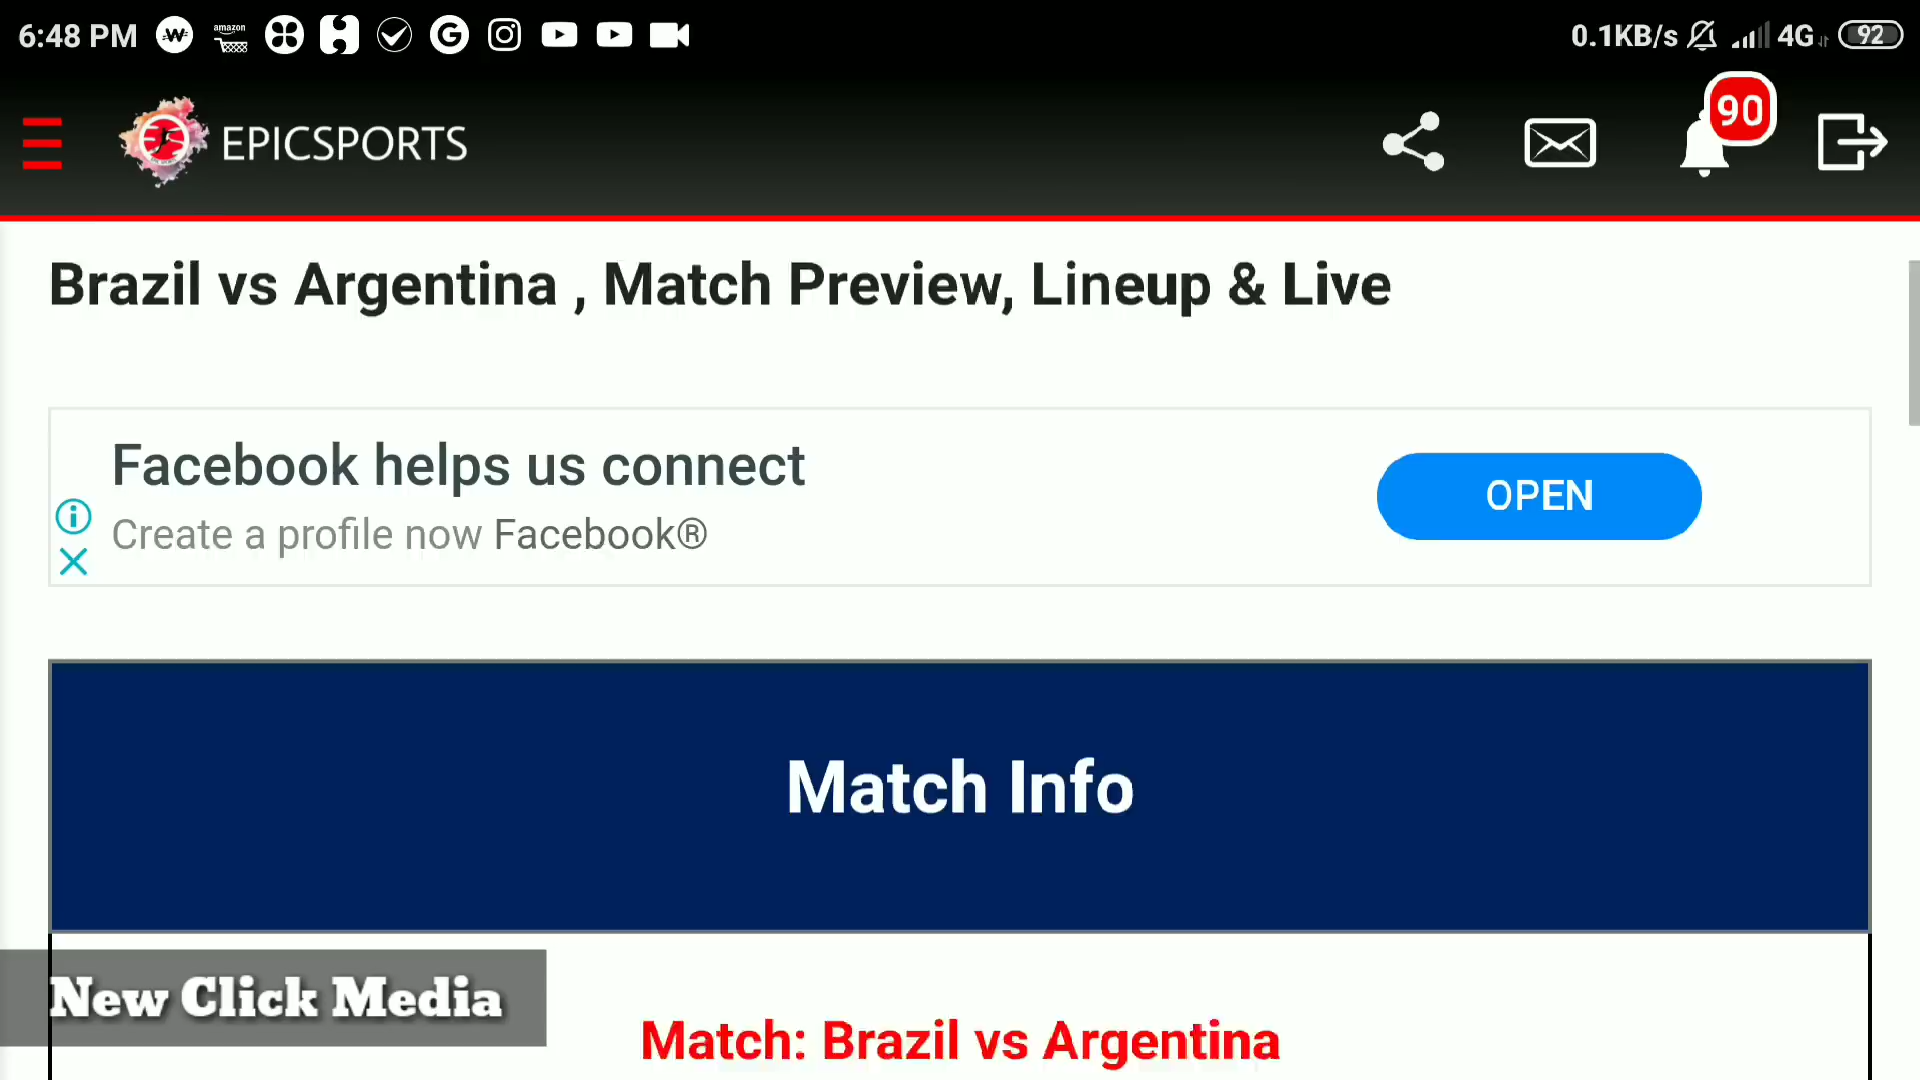 6:48 PM
amazon
0.1KB/s
4G
92
EPICSPORTS
90
Brazil vs Argentina , Match Preview, Lineup & Live
Facebook helps us connect
Create a profile now Facebook®
OPEN
Match Info
New Click Media
Match: Brazil vs Argentina